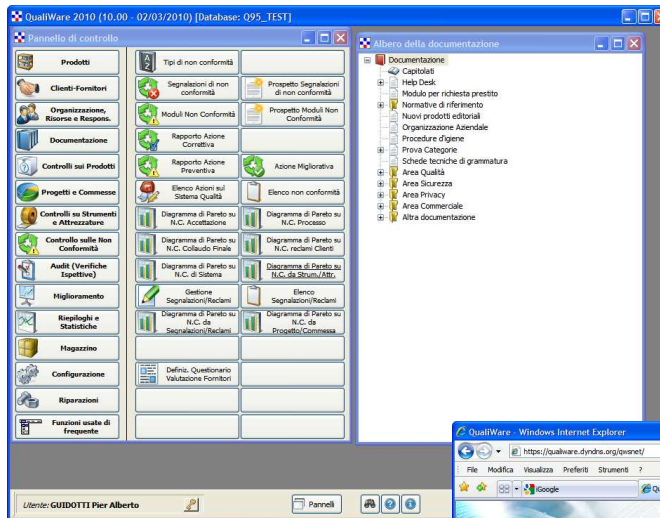 QualiWare 2010 (10.00 - 02/03/2010) [Database: Q95_TEST]
Pannello di controllo
Prodotti
Clienti-Fornitori
Organizzazione,
Risorse e Respons.
Documentazione
Controlli sui Prodotti
Progetti e Commesse
Controlli su Strumenti
e Attrezzature
Controllo sulle Non
Conformità
Audit (Verifiche
Ispettive)
Miglioramento
Riepiloghi e
Statistiche
Magazzino
Configurazione
Riparazioni
Funzioni usate di
frequente
Tipi di non conformità
Segnalazioni di non
conformità
Prospetto Segnalazioni
di non conformità
Moduli Non Conformità
Prospetto Moduli Non
Conformità
Rapporto Azione
Correttiva
Rapporto Azione
Preventiva
Azione Migliorativa
Elenco Azioni sul
Sistema Qualità
Elenco non conformità
Diagramma di Pareto su
N.C. Accettazione
Diagramma di Pareto su
N.C. Processo
Diagramma di Pareto su
N.C. Collaudo Finale
Diagramma di Pareto su
N.C. reclami Clienti
Diagramma di Pareto su
N.C. di Sistema
Diagramma di Pareto su
N.C. da Strum./Attr.
Gestione
Segnalazioni/Reclami
Elenco
Segnalazioni/Reclami
Diagramma di Pareto su
N.C. da
Segnalazioni/Reclami
Diagramma di Pareto su
N.C. da
Progetto/Commessa
Definiz. Questionario
Valutazione Fornitori
Albero della documentazione
Documentazione
Capitolati
Help Desk
Modulo per richiesta prestito
Normative di riferimento
Nuovi prodotti editoriali
Organizzazione Aziendale
Procedure d'igiene
Prova Categorie
Schede tecniche di grammatura
Area Qualità
Area Sicurezza
Area Privacy
Area Commerciale
Altra documentazione
Utente: GUIDOTTI Pier Alberto
Pannelli
QualiWare - Windows Internet Explorer
https://qualiware.dyndns.org/qwsnet/
File Modifica Visualizza Preferiti Strumenti ?
iGoogle
Qu